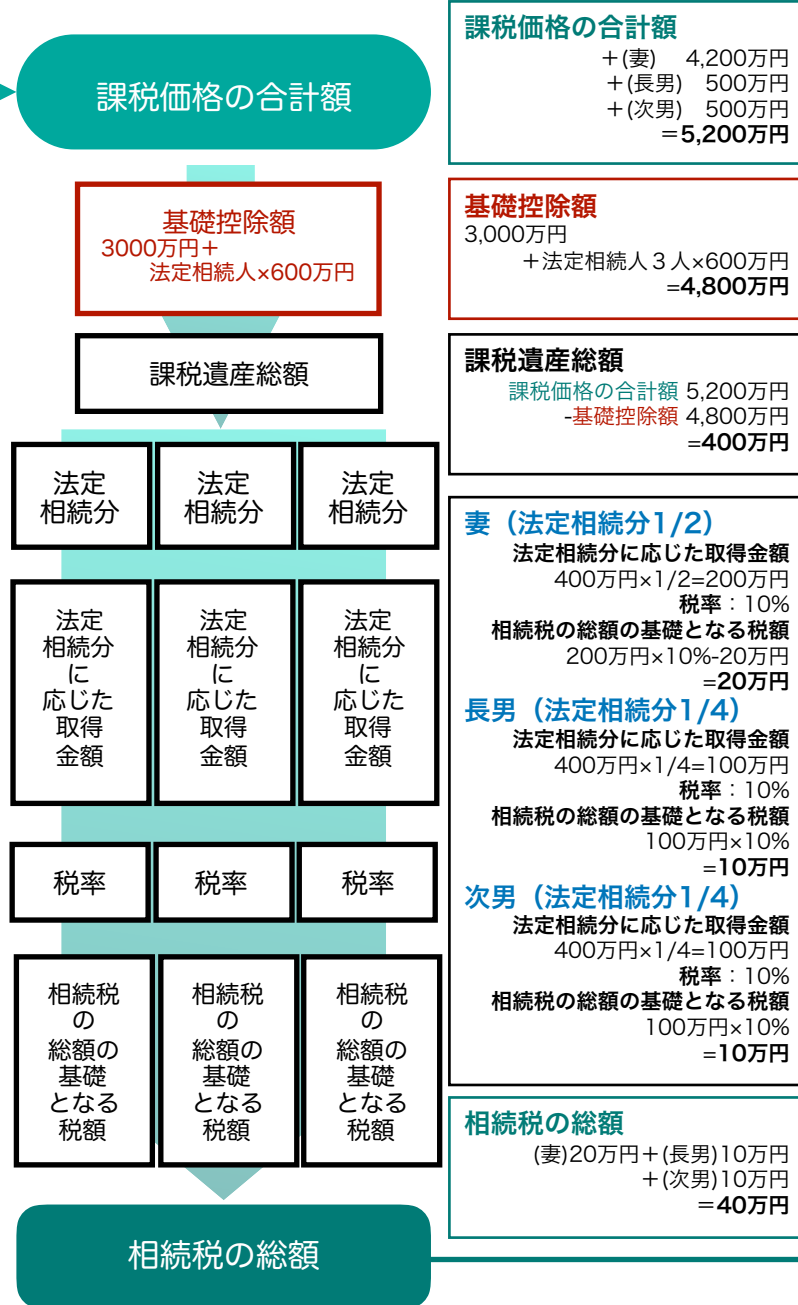 課税価格の合計額
基礎控除額
3000万円＋
法定相続人×600万円
課税遺産総額
法定
相続分
法定
相続分
法定
相続分
法定
相続分
に
応じた
取得
金額
法定
相続分
に
応じた
取得
金額
法定
相続分
に
応じた
取得
金額
税率
税率
税率
相続税
の
総額の
基礎
となる
税額
相続税
の
総額の
基礎
となる
税額
相続税
の
総額の
基礎
となる
税額
相続税の総額
課税価格の合計額
＋(妻)　4,200万円
＋(長男)　500万円
＋(次男)　500万円
＝5,200万円
基礎控除額
3,000万円
＋法定相続人３人×600万円
=4,800万円
課税遺産総額
課税価格の合計額 5,200万円
-基礎控除額 4,800万円
=400万円
妻（法定相続分1/2）
法定相続分に応じた取得金額
400万円×1/2=200万円
税率：10%
相続税の総額の基礎となる税額
200万円×10%-20万円
=20万円
長男（法定相続分1/4）
法定相続分に応じた取得金額
400万円×1/4=100万円
税率：10%
相続税の総額の基礎となる税額
100万円×10%
=10万円
次男（法定相続分1/4）
法定相続分に応じた取得金額
400万円×1/4=100万円
税率：10%
相続税の総額の基礎となる税額
100万円×10%
=10万円
相続税の総額
(妻)20万円＋(長男)10万円
＋(次男)10万円
＝40万円